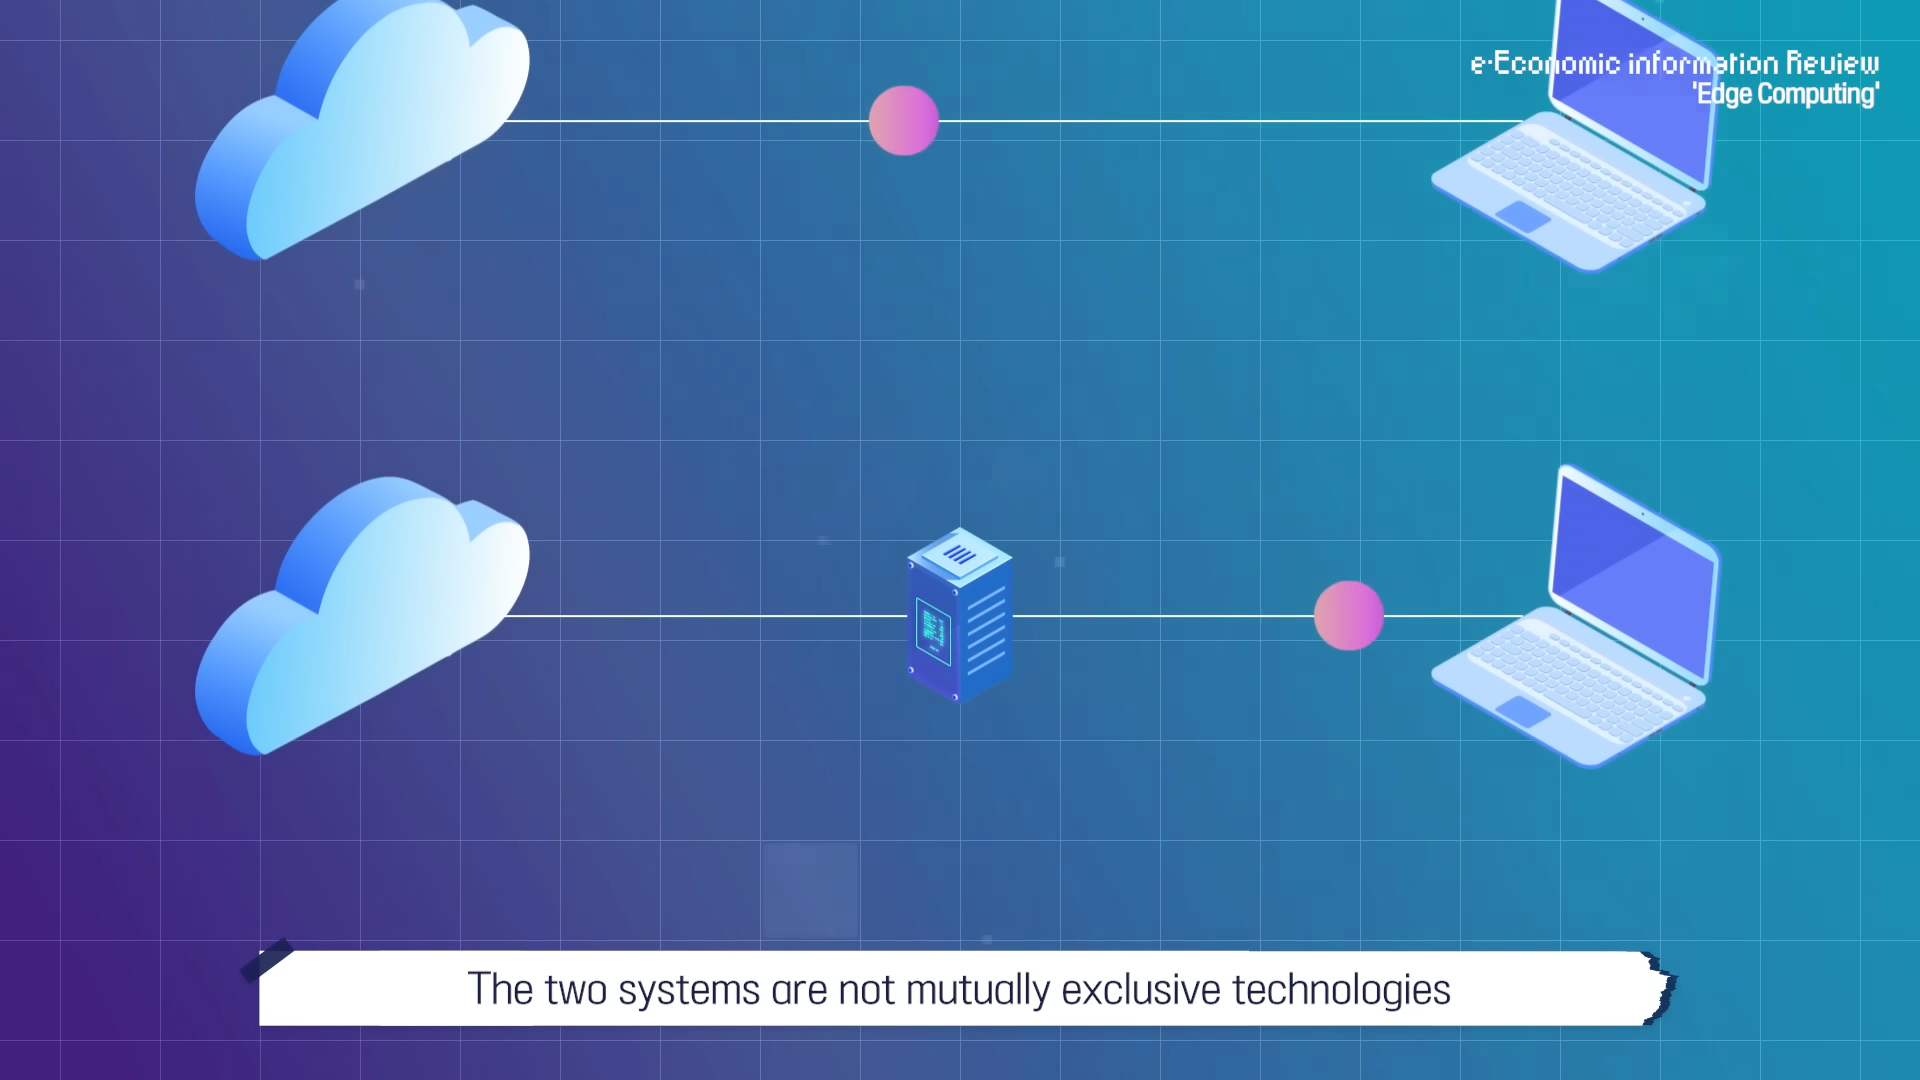 e·Economic information Review
'Edge Computing'
The two systems are not mutually exclusive technologies